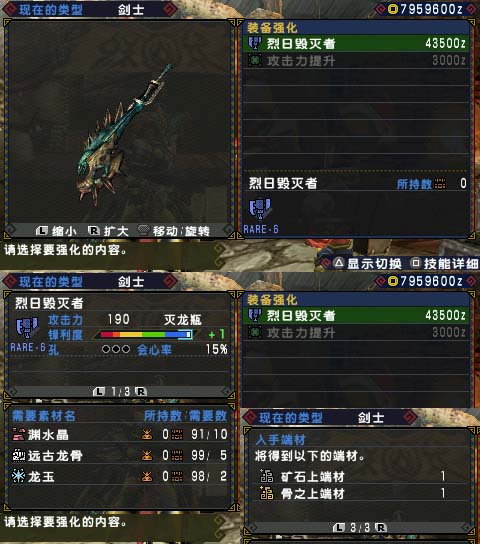 现在的类型 剑士
7959600z
装备强化
烈日毁灭者 43500z
攻击力提升 3000z
烈日毁灭者 所持数 0
RARE-6
L 缩小 R 扩大 移动/旋转
请选择要强化的内容。
△显示切换 □技能详细
现在的类型 剑士
7959600z
烈日毁灭者
RARE-6
攻击力 190 灭龙瓶
锋利度 +1
孔 ○○○ 会心率 15%
L 1/3 R
装备强化
烈日毁灭者 43500z
攻击力提升 3000z
需要素材名 所持数/需要数
渊水晶 0 91/10
远古龙骨 0 99/ 5
龙玉 0 98/ 2
请选择要强化的内容。
现在的类型 剑士
入手端材
将得到以下的端材。
矿石上端材 1
骨之上端材 1
L 3/3 R